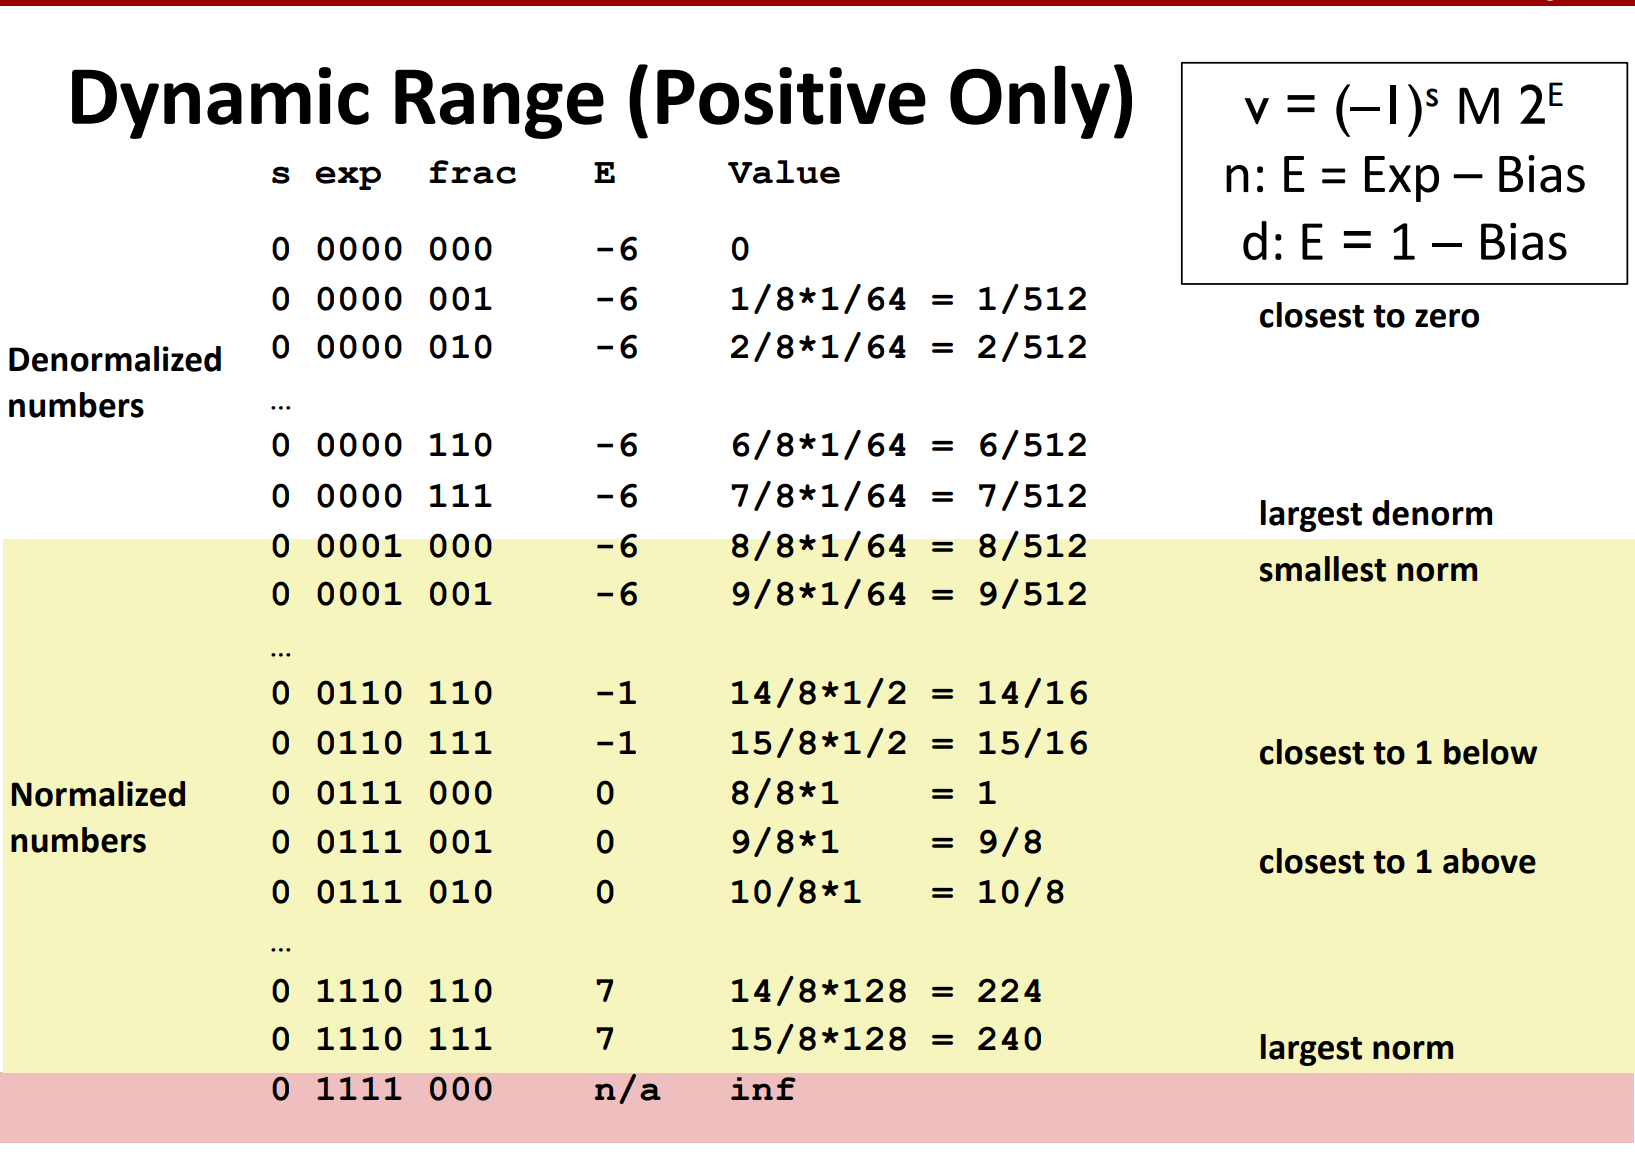 Dynamic Range (Positive Only)
v = (–1)ˢ M 2ᴱ
n: E = Exp – Bias
d: E = 1 – Bias
s exp frac E Value
0 0000 000 -6 0
0 0000 001 -6 1/8*1/64 = 1/512 closest to zero
0 0000 010 -6 2/8*1/64 = 2/512
Denormalized
numbers
…
0 0000 110 -6 6/8*1/64 = 6/512
0 0000 111 -6 7/8*1/64 = 7/512 largest denorm
0 0001 000 -6 8/8*1/64 = 8/512 smallest norm
0 0001 001 -6 9/8*1/64 = 9/512
…
0 0110 110 -1 14/8*1/2 = 14/16
0 0110 111 -1 15/8*1/2 = 15/16 closest to 1 below
Normalized
numbers
0 0111 000 0 8/8*1 = 1
0 0111 001 0 9/8*1 = 9/8 closest to 1 above
0 0111 010 0 10/8*1 = 10/8
…
0 1110 110 7 14/8*128 = 224
0 1110 111 7 15/8*128 = 240 largest norm
0 1111 000 n/a inf